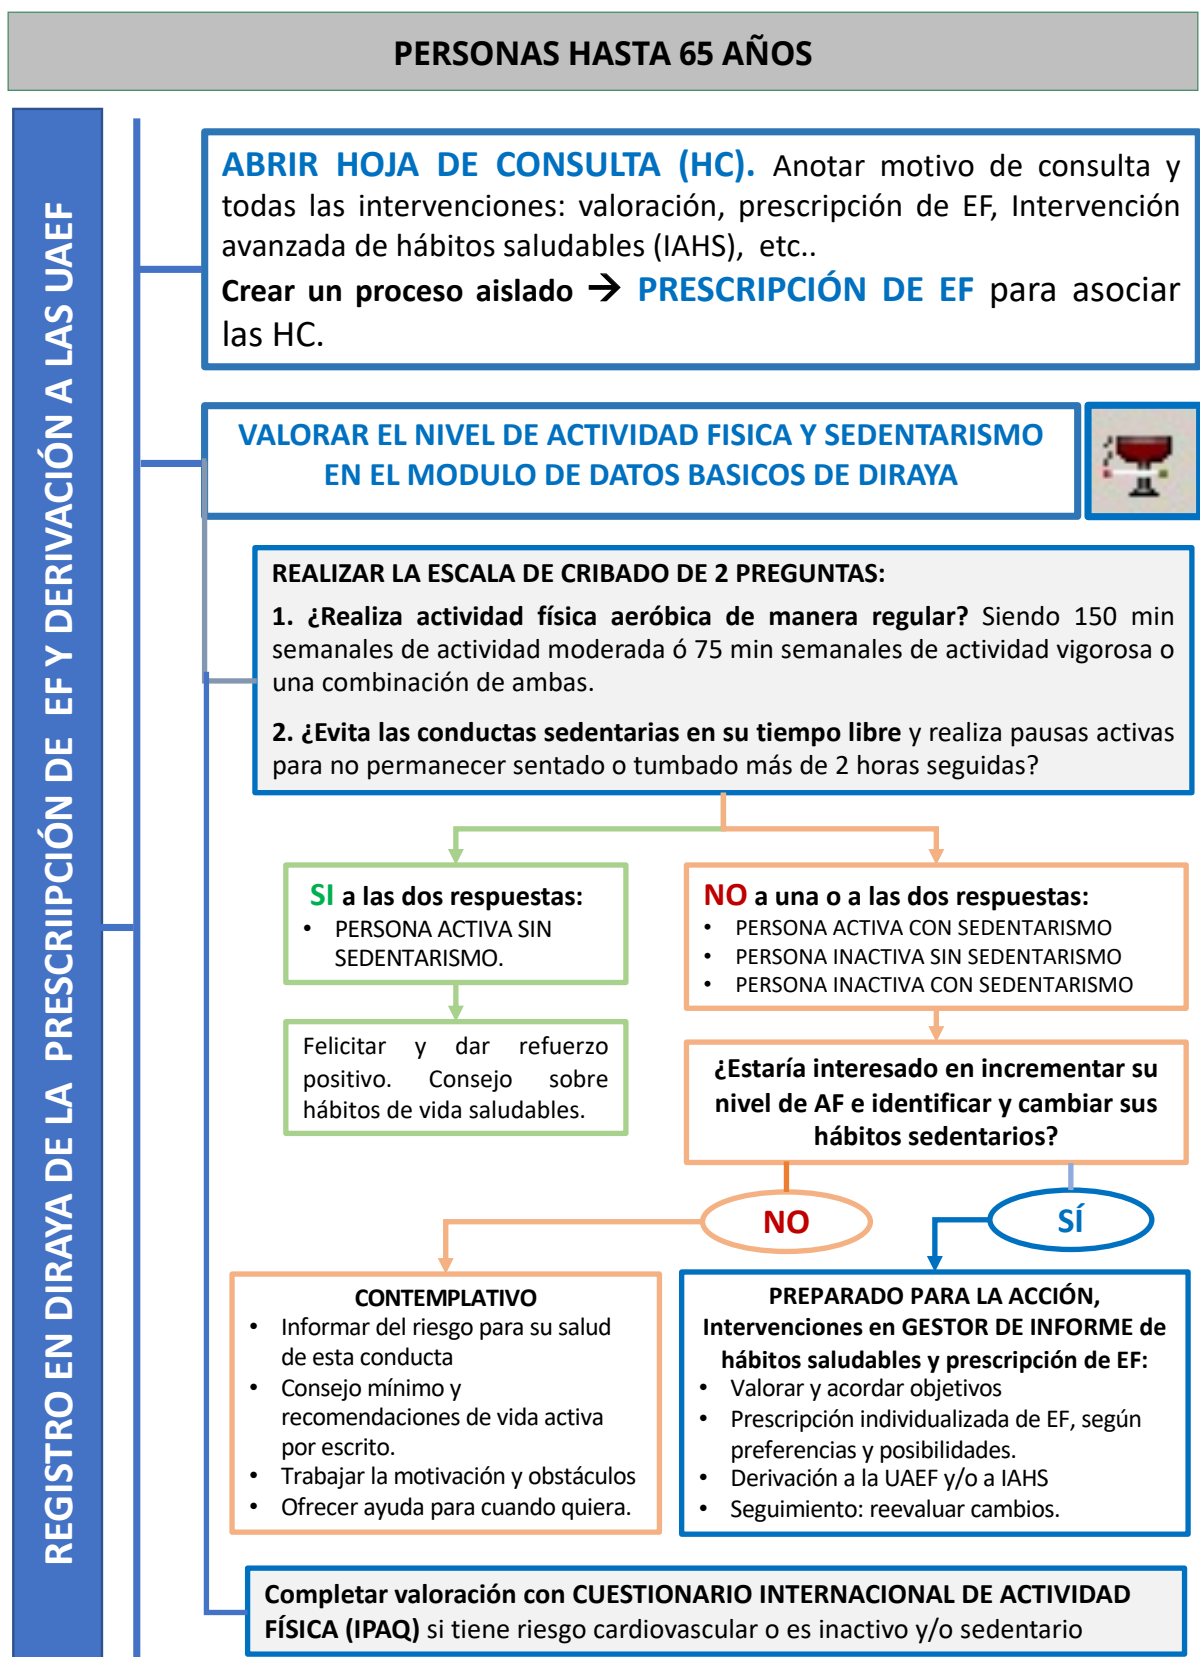 PERSONAS HASTA 65 AÑOS
REGISTRO EN DIRAYA DE LA PRESCRIIPCIÓN DE EF Y DERIVACIÓN A LAS UAEF
ABRIR HOJA DE CONSULTA (HC). Anotar motivo de consulta y
todas las intervenciones: valoración, prescripción de EF, Intervención
avanzada de hábitos saludables (IAHS), etc..
Crear un proceso aislado → PRESCRIPCIÓN DE EF para asociar
las HC.
VALORAR EL NIVEL DE ACTIVIDAD FISICA Y SEDENTARISMO
EN EL MODULO DE DATOS BASICOS DE DIRAYA
REALIZAR LA ESCALA DE CRIBADO DE 2 PREGUNTAS:
1. ¿Realiza actividad física aeróbica de manera regular? Siendo 150 min
semanales de actividad moderada ó 75 min semanales de actividad vigorosa o
una combinación de ambas.
2. ¿Evita las conductas sedentarias en su tiempo libre y realiza pausas activas
para no permanecer sentado o tumbado más de 2 horas seguidas?
SI a las dos respuestas:
• PERSONA ACTIVA SIN
SEDENTARISMO.
Felicitar y dar refuerzo
positivo. Consejo sobre
hábitos de vida saludables.
NO a una o a las dos respuestas:
• PERSONA ACTIVA CON SEDENTARISMO
• PERSONA INACTIVA SIN SEDENTARISMO
• PERSONA INACTIVA CON SEDENTARISMO
¿Estaría interesado en incrementar su
nivel de AF e identificar y cambiar sus
hábitos sedentarios?
NO
SÍ
CONTEMPLATIVO
• Informar del riesgo para su salud
de esta conducta
• Consejo mínimo y
recomendaciones de vida activa
por escrito.
• Trabajar la motivación y obstáculos
• Ofrecer ayuda para cuando quiera.
PREPARADO PARA LA ACCIÓN,
Intervenciones en GESTOR DE INFORME de
hábitos saludables y prescripción de EF:
• Valorar y acordar objetivos
• Prescripción individualizada de EF, según
preferencias y posibilidades.
• Derivación a la UAEF y/o a IAHS
• Seguimiento: reevaluar cambios.
Completar valoración con CUESTIONARIO INTERNACIONAL DE ACTIVIDAD
FÍSICA (IPAQ) si tiene riesgo cardiovascular o es inactivo y/o sedentario